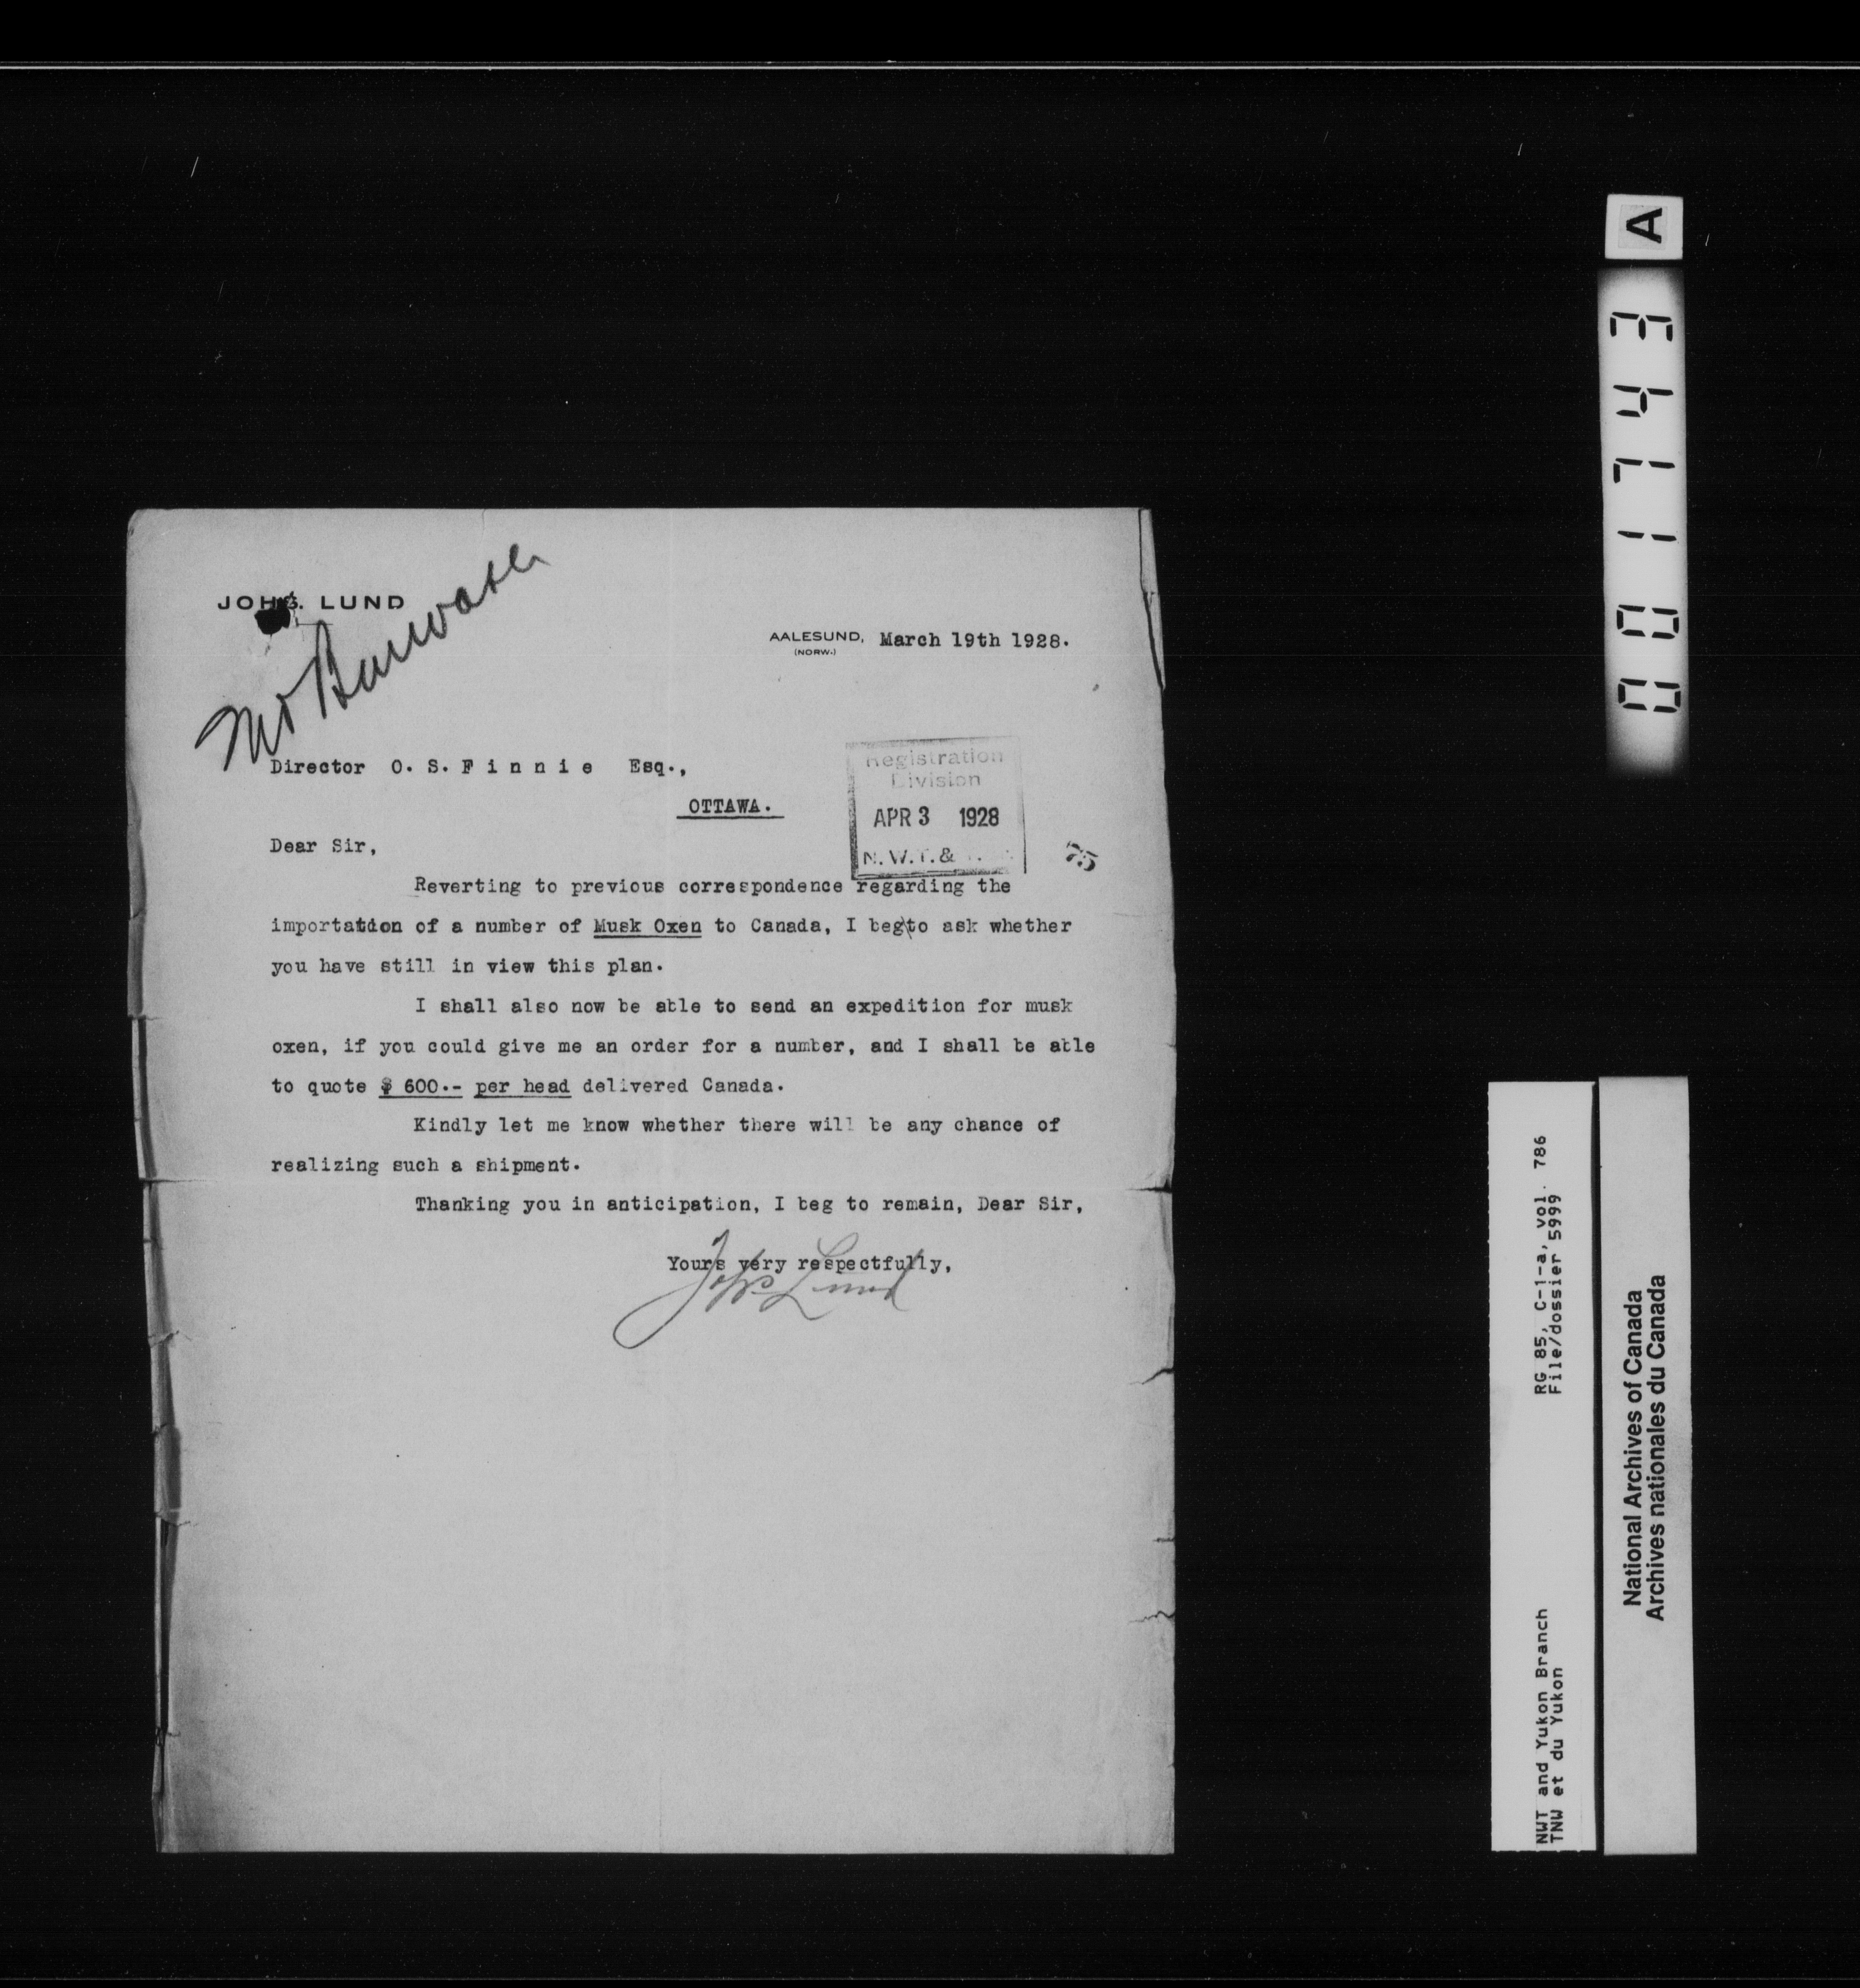 JOHS. LUND
Mr Burwash
AALESUND, March 19th 1928.
(NORW.)
Director O. S. F i n n i e Esq.,
OTTAWA.
Registration
Division
APR 3 1928
N. W. T. &
Dear Sir,
Reverting to previous correspondence regarding the
importation of a number of Musk Oxen to Canada, I beg to ask whether
you have still in view this plan.
I shall also now be able to send an expedition for musk
oxen, if you could give me an order for a number, and I shall be able
to quote $ 600.- per head delivered Canada.
Kindly let me know whether there will be any chance of
realizing such a shipment.
Thanking you in anticipation, I beg to remain, Dear Sir,
Yours very respectfully,
Johs Lund
A
001743
RG 85, C-1-a, vol. 786
File/dossier 5999
NWT and Yukon Branch
TNW et du Yukon
National Archives of Canada
Archives nationales du Canada